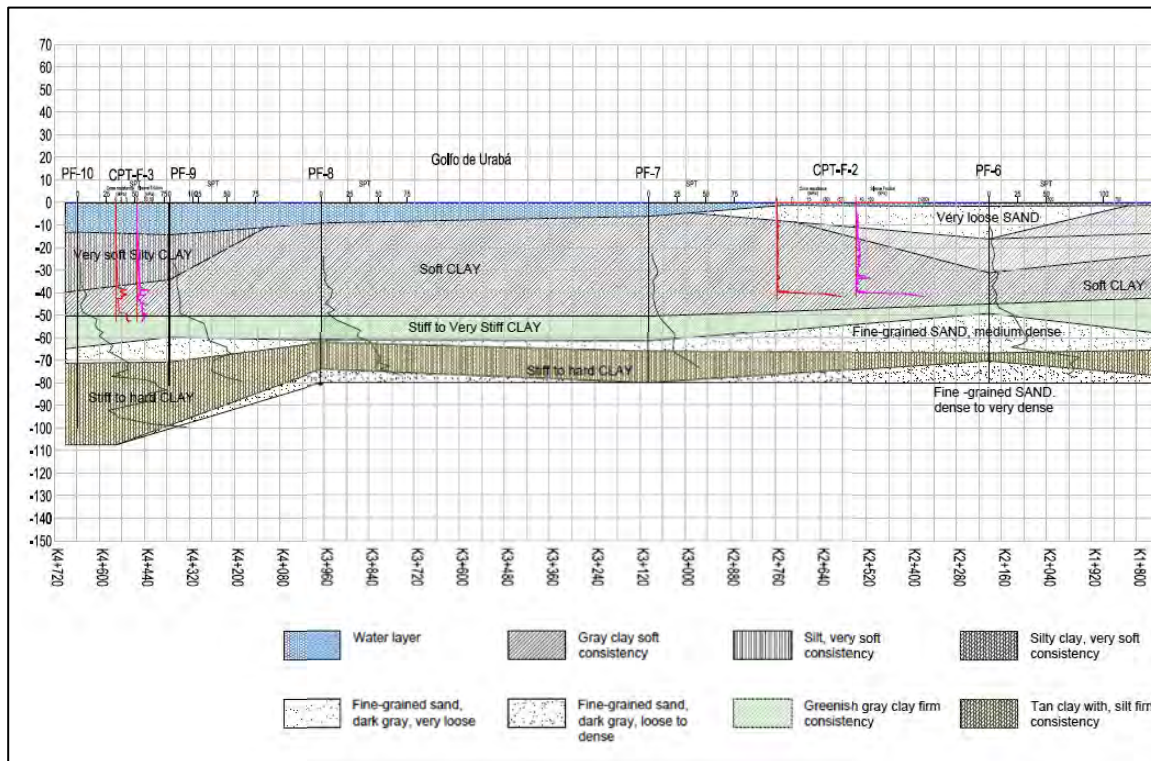 70
60
50
40
30
20
10
0
-10
-20
-30
-40
-50
-60
-70
-80
-90
-100
-110
-120
-130
-140
-150
Golfo de Urabá
PF-10 CPT-F-3 PF-9 PF-8 PF-7 CPT-F-2 PF-6
SPT SPT SPT SPT SPT
Very loose SAND
Very soft Silty CLAY
Soft CLAY
Soft CLAY
Stiff to Very Stiff CLAY
Fine-grained SAND, medium dense
Stiff to hard CLAY
Stiff to hard CLAY
Fine -grained SAND.
dense to very dense
K4+720
K4+600
K4+440
K4+320
K4+200
K4+080
K3+960
K3+840
K3+720
K3+600
K3+480
K3+360
K3+240
K3+120
K3+000
K2+880
K2+760
K2+640
K2+520
K2+400
K2+280
K2+160
K2+040
K1+920
K1+800
Water layer
Gray clay soft
consistency
Silt, very soft
consistency
Silty clay, very soft
consistency
Fine-grained sand,
dark gray, very loose
Fine-grained sand,
dark gray, loose to
dense
Greenish gray clay firm
consistency
Tan clay with, silt firm
consistency